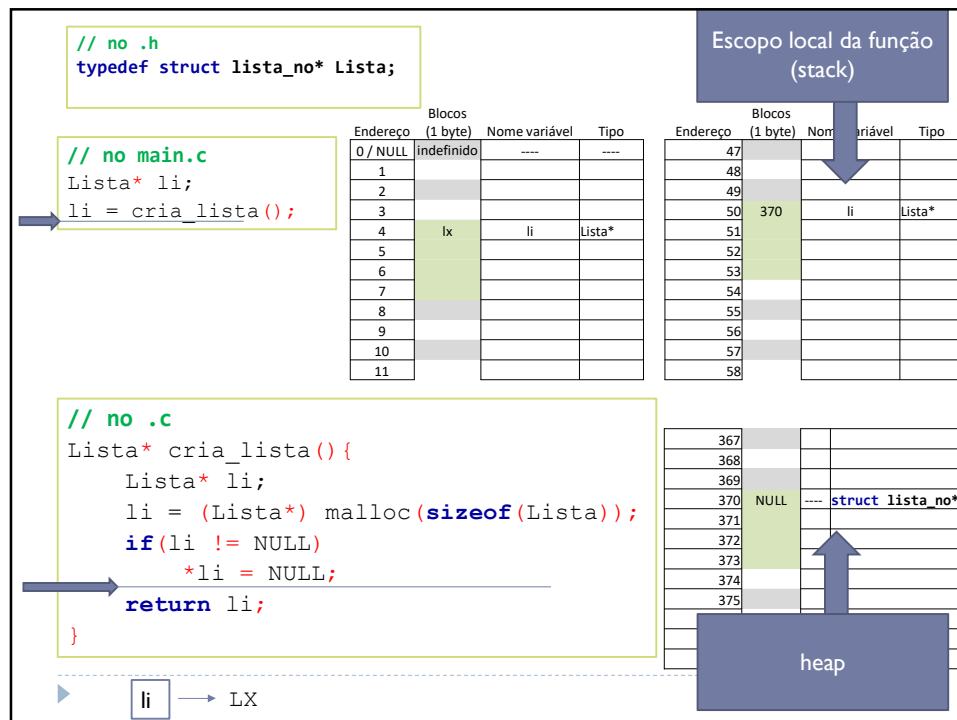 // no .h
typedef struct lista_no* Lista;
Escopo local da função
(stack)
// no main.c
Lista* li;
li = cria_lista();
Blocos
Endereço (1 byte) Nome variável Tipo
0 / NULL indefinido ---- ----
1
2
3
4 lx li Lista*
5
6
7
8
9
10
11
Blocos
Endereço (1 byte) Nome variável Tipo
47
48
49
50 370 li Lista*
51
52
53
54
55
56
57
58
// no .c
Lista* cria_lista(){
Lista* li;
li = (Lista*) malloc(sizeof(Lista));
if(li != NULL)
*li = NULL;
return li;
}
367
368
369
370 NULL ---- struct lista_no*
371
372
373
374
375
heap
li LX